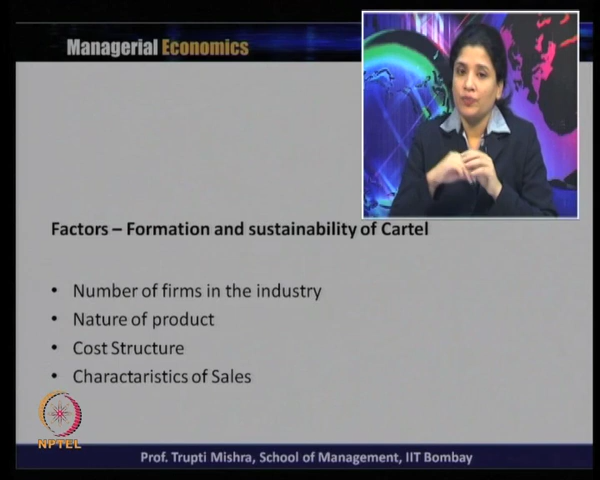 Managerial Economics
Factors – Formation and sustainability of Cartel
• Number of firms in the industry
• Nature of product
• Cost Structure
• Charactaristics of Sales
NPTEL
Prof. Trupti Mishra, School of Management, IIT Bombay